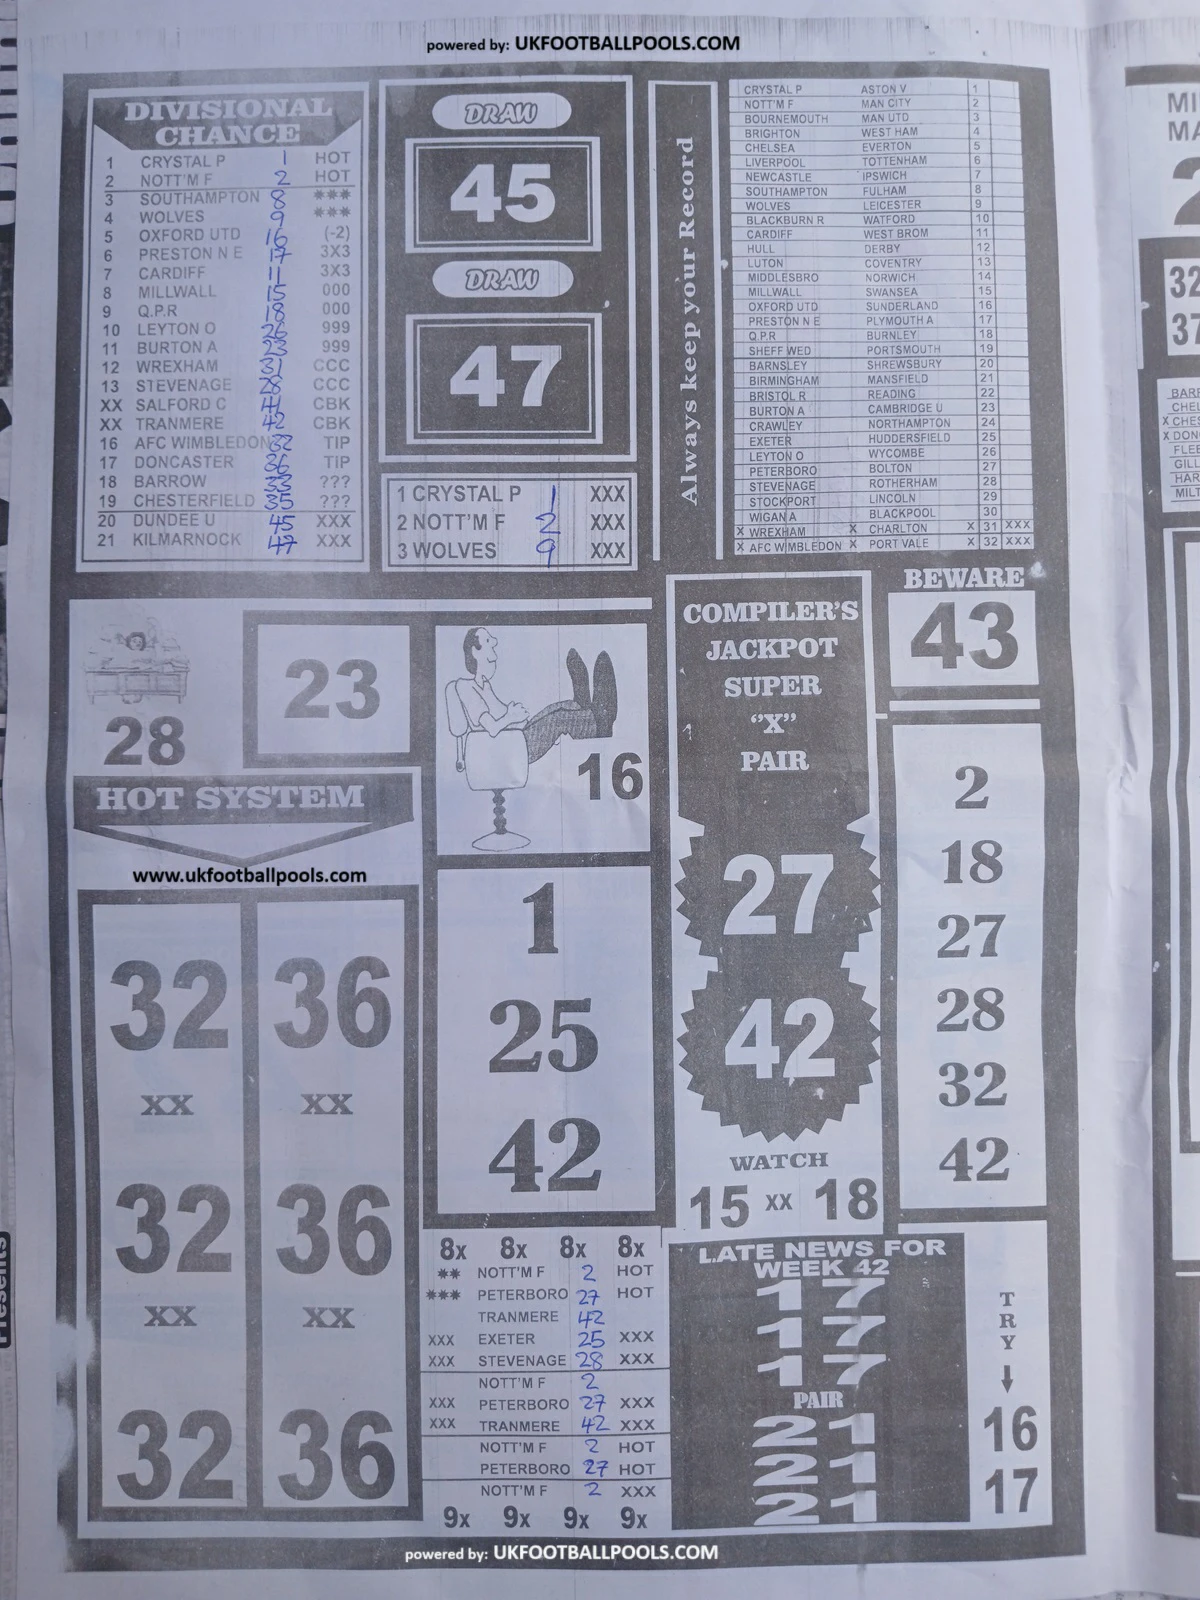 powered by: UKFOOTBALLPOOLS.COM
DIVISIONAL
CHANCE
1 CRYSTAL P 1 HOT
2 NOTT'M F 2 HOT
3 SOUTHAMPTON 8 ***
4 WOLVES 9 ***
5 OXFORD UTD 16 (-2)
6 PRESTON N E 17 3X3
7 CARDIFF 11 3X3
8 MILLWALL 15 000
9 Q.P.R 18 000
10 LEYTON O 26 999
11 BURTON A 23 999
12 WREXHAM 31 CCC
13 STEVENAGE 28 CCC
XX SALFORD C 41 CBK
XX TRANMERE 42 CBK
16 AFC WIMBLEDON 32 TIP
17 DONCASTER 36 TIP
18 BARROW 33 ???
19 CHESTERFIELD 35 ???
20 DUNDEE U 45 XXX
21 KILMARNOCK 47 XXX
DRAW
45
DRAW
47
1 CRYSTAL P 1 XXX
2 NOTT'M F 2 XXX
3 WOLVES 9 XXX
Always keep your Record
CRYSTAL P ASTON V 1
NOTT'M F MAN CITY 2
BOURNEMOUTH MAN UTD 3
BRIGHTON WEST HAM 4
CHELSEA EVERTON 5
LIVERPOOL TOTTENHAM 6
NEWCASTLE IPSWICH 7
SOUTHAMPTON FULHAM 8
WOLVES LEICESTER 9
BLACKBURN R WATFORD 10
CARDIFF WEST BROM 11
HULL DERBY 12
LUTON COVENTRY 13
MIDDLESBRO NORWICH 14
MILLWALL SWANSEA 15
OXFORD UTD SUNDERLAND 16
PRESTON N E PLYMOUTH A 17
Q.P.R BURNLEY 18
SHEFF WED PORTSMOUTH 19
BARNSLEY SHREWSBURY 20
BIRMINGHAM MANSFIELD 21
BRISTOL R READING 22
BURTON A CAMBRIDGE U 23
CRAWLEY NORTHAMPTON 24
EXETER HUDDERSFIELD 25
LEYTON O WYCOMBE 26
PETERBORO BOLTON 27
STEVENAGE ROTHERHAM 28
STOCKPORT LINCOLN 29
WIGAN A BLACKPOOL 30
X WREXHAM X CHARLTON X 31 XXX
X AFC WIMBLEDON X PORT VALE X 32 XXX
28
23
HOT SYSTEM
www.ukfootballpools.com
32 36
XX XX
32 36
XX XX
32 36
16
1
25
42
COMPILER'S
JACKPOT
SUPER
"X"
PAIR
27
42
WATCH
15 XX 18
BEWARE
43
2
18
27
28
32
42
8x 8x 8x 8x
** NOTT'M F 2 HOT
*** PETERBORO 27 HOT
TRANMERE 42
XXX EXETER 25 XXX
XXX STEVENAGE 28 XXX
NOTT'M F 2
XXX PETERBORO 27 XXX
XXX TRANMERE 42 XXX
NOTT'M F 2 HOT
PETERBORO 27 HOT
NOTT'M F 2 XXX
9x 9x 9x 9x
LATE NEWS FOR
WEEK 42
17
17
17
PAIR
21
21
21
TRY
16
17
powered by: UKFOOTBALLPOOLS.COM
32
37
X CHES
X DON
FLEE
GILL
HAR
MILT